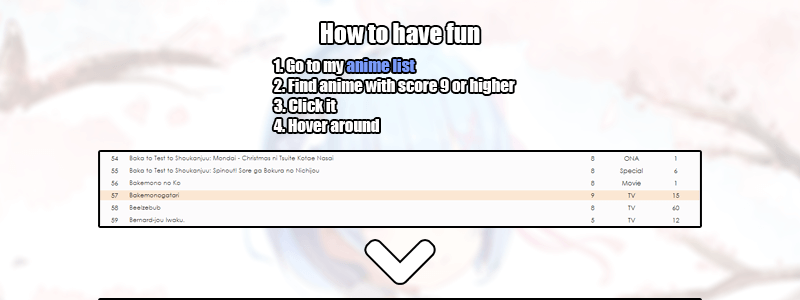 How to have fun
1. Go to my anime list
2. Find anime with score 9 or higher
3. Click it
4. Hover around
54 Baka to Test to Shoukanjuu: Mondai - Christmas ni Tsuite Kotae Nasai 8 ONA 1
55 Baka to Test to Shoukanjuu: Spinout! Sore ga Bokura no Nichijou 8 Special 6
56 Bakemono no Ko 8 Movie 1
57 Bakemonogatari 9 TV 15
58 Beelzebub 8 TV 60
59 Bernard-jou Iwaku. 5 TV 12